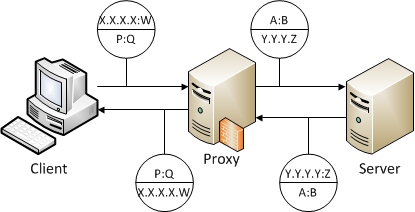 X.X.X.X:W
P:Q
A:B
Y.Y.Y.Z
Client
Proxy
Server
P:Q
X.X.X.X.W
Y.Y.Y.Y:Z
A:B